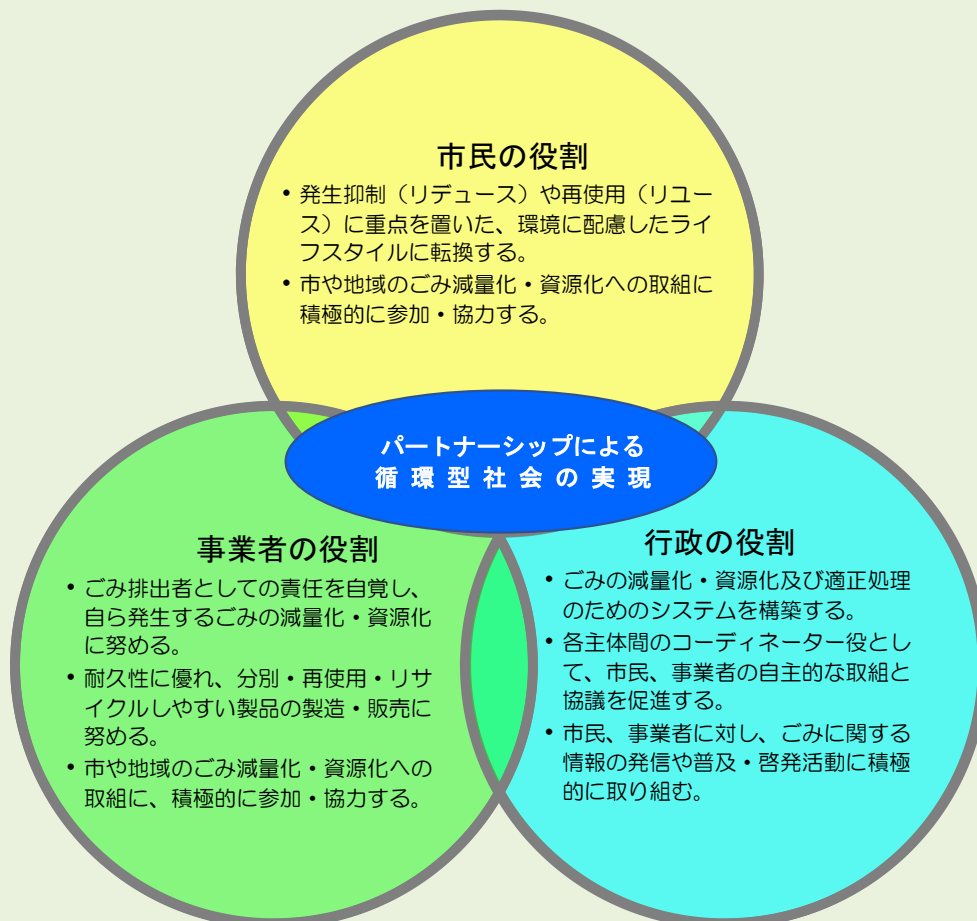 市民の役割
• 発生抑制（リデュース）や再使用（リユー
ス）に重点を置いた、環境に配慮したライ
フスタイルに転換する。
• 市や地域のごみ減量化・資源化への取組に
積極的に参加・協力する。
パートナーシップによる
循環型社会の実現
事業者の役割
• ごみ排出者としての責任を自覚し、
自ら発生するごみの減量化・資源化
に努める。
• 耐久性に優れ、分別・再使用・リサ
イクルしやすい製品の製造・販売に
努める。
• 市や地域のごみ減量化・資源化への
取組に、積極的に参加・協力する。
行政の役割
• ごみの減量化・資源化及び適正処理
のためのシステムを構築する。
• 各主体間のコーディネーター役とし
て、市民、事業者の自主的な取組と
協議を促進する。
• 市民、事業者に対し、ごみに関する
情報の発信や普及・啓発活動に積極
的に取り組む。